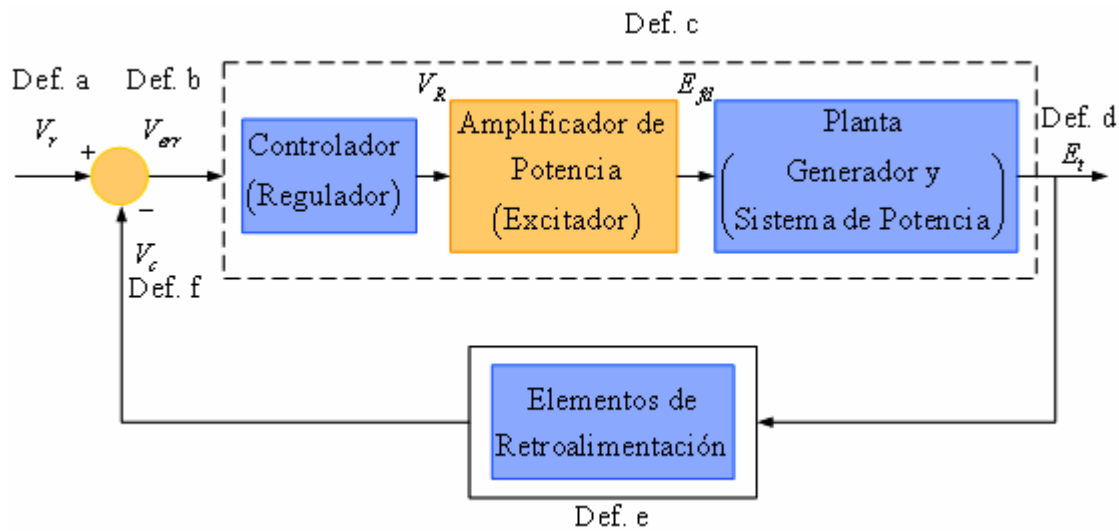 Def. c
Def. a
Def. b
V_r
+
V_err
Controlador
(Regulador)
V_R
Amplificador de
Potencia
(Excitador)
E_fd
Planta
(Generador y
Sistema de Potencia)
Def. d
E_t
−
V_c
Def. f
Elementos de
Retroalimentación
Def. e